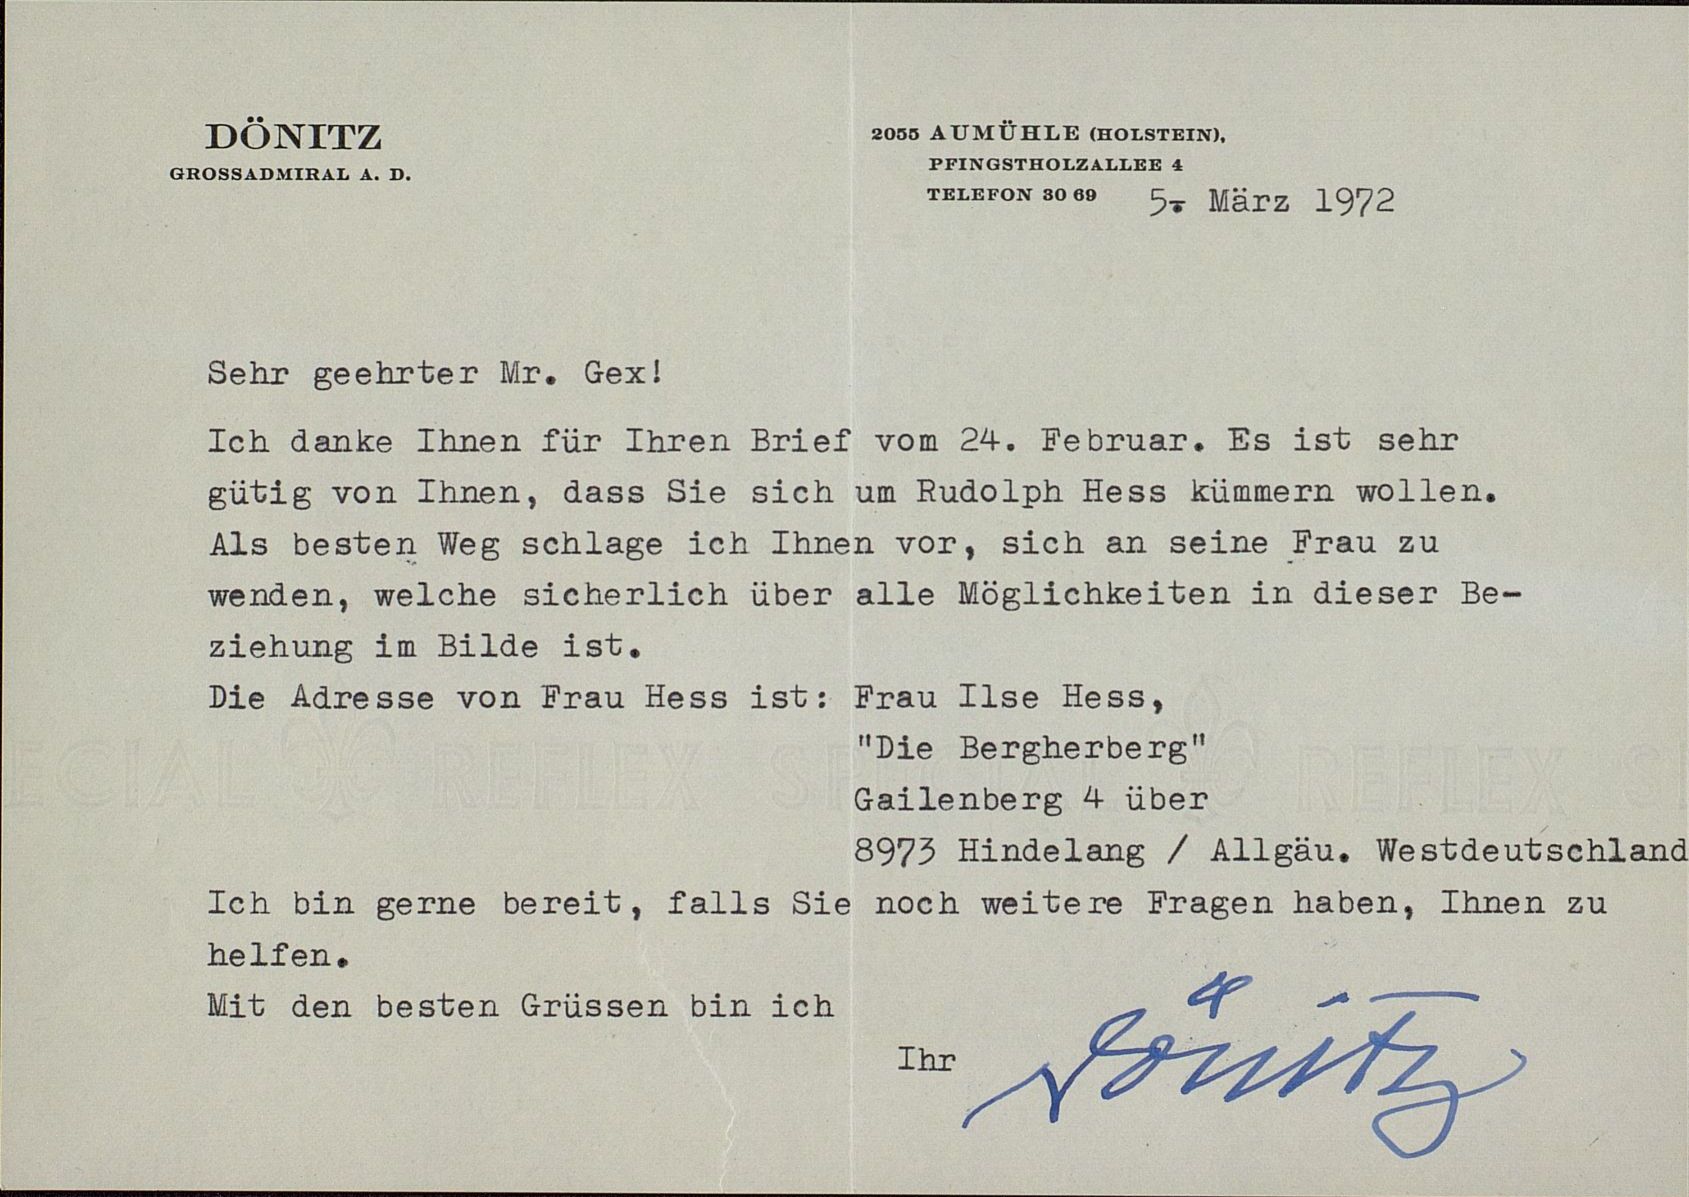 DÖNITZ
GROSSADMIRAL A. D.
2055 AUMÜHLE (HOLSTEIN),
PFINGSTHOLZALLEE 4
TELEFON 30 69
5. März 1972
Sehr geehrter Mr. Gex!
Ich danke Ihnen für Ihren Brief vom 24. Februar. Es ist sehr
gütig von Ihnen, dass Sie sich um Rudolph Hess kümmern wollen.
Als besten Weg schlage ich Ihnen vor, sich an seine Frau zu
wenden, welche sicherlich über alle Möglichkeiten in dieser Be-
ziehung im Bilde ist.
Die Adresse von Frau Hess ist: Frau Ilse Hess,
"Die Bergherberg"
SPECIAL REFLEX
Gailenberg 4 über
8973 Hindelang / Allgäu. Westdeutschland
Ich bin gerne bereit, falls Sie noch weitere Fragen haben, Ihnen zu
helfen.
Mit den besten Grüssen bin ich
Ihr Dönitz